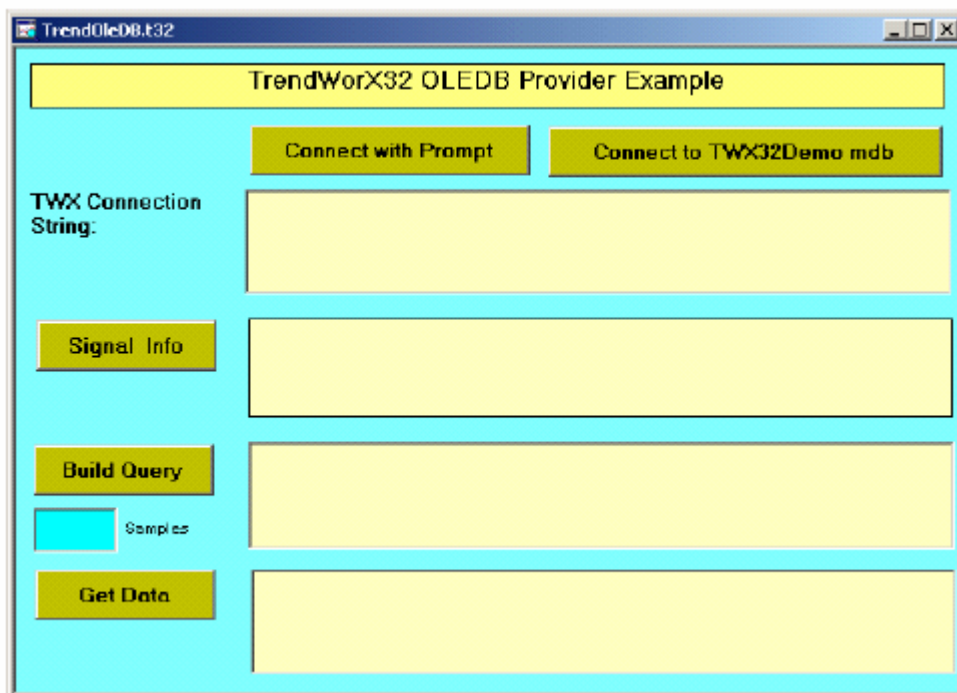 TrendOleDB.t32
TrendWorX32 OLEDB Provider Example
Connect with Prompt
Connect to TWX32Demo mdb
TWX Connection
String:
Signal Info
Build Query
Samples
Get Data